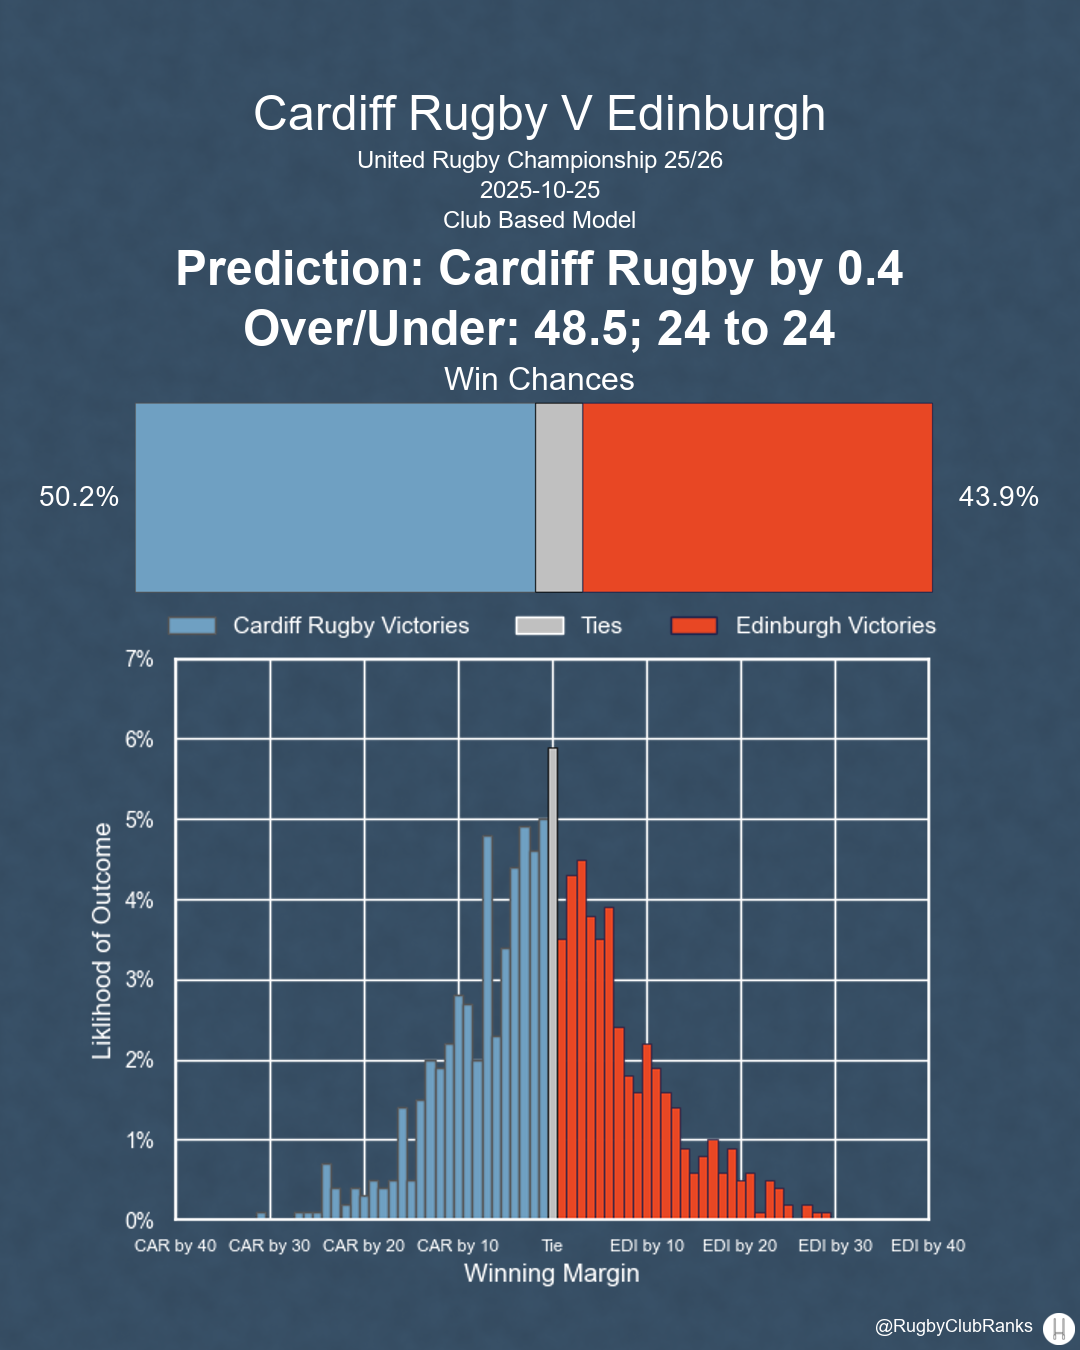 Cardiff Rugby V Edinburgh
United Rugby Championship 25/26
2025-10-25
Club Based Model
Prediction: Cardiff Rugby by 0.4
Over/Under: 48.5; 24 to 24
Win Chances
50.2%
43.9%
Cardiff Rugby Victories Ties Edinburgh Victories
7%
6%
5%
4%
3%
2%
1%
0%
Liklihood of Outcome
CAR by 40 CAR by 30 CAR by 20 CAR by 10 Tie EDI by 10 EDI by 20 EDI by 30 EDI by 40
Winning Margin
@RugbyClubRanks